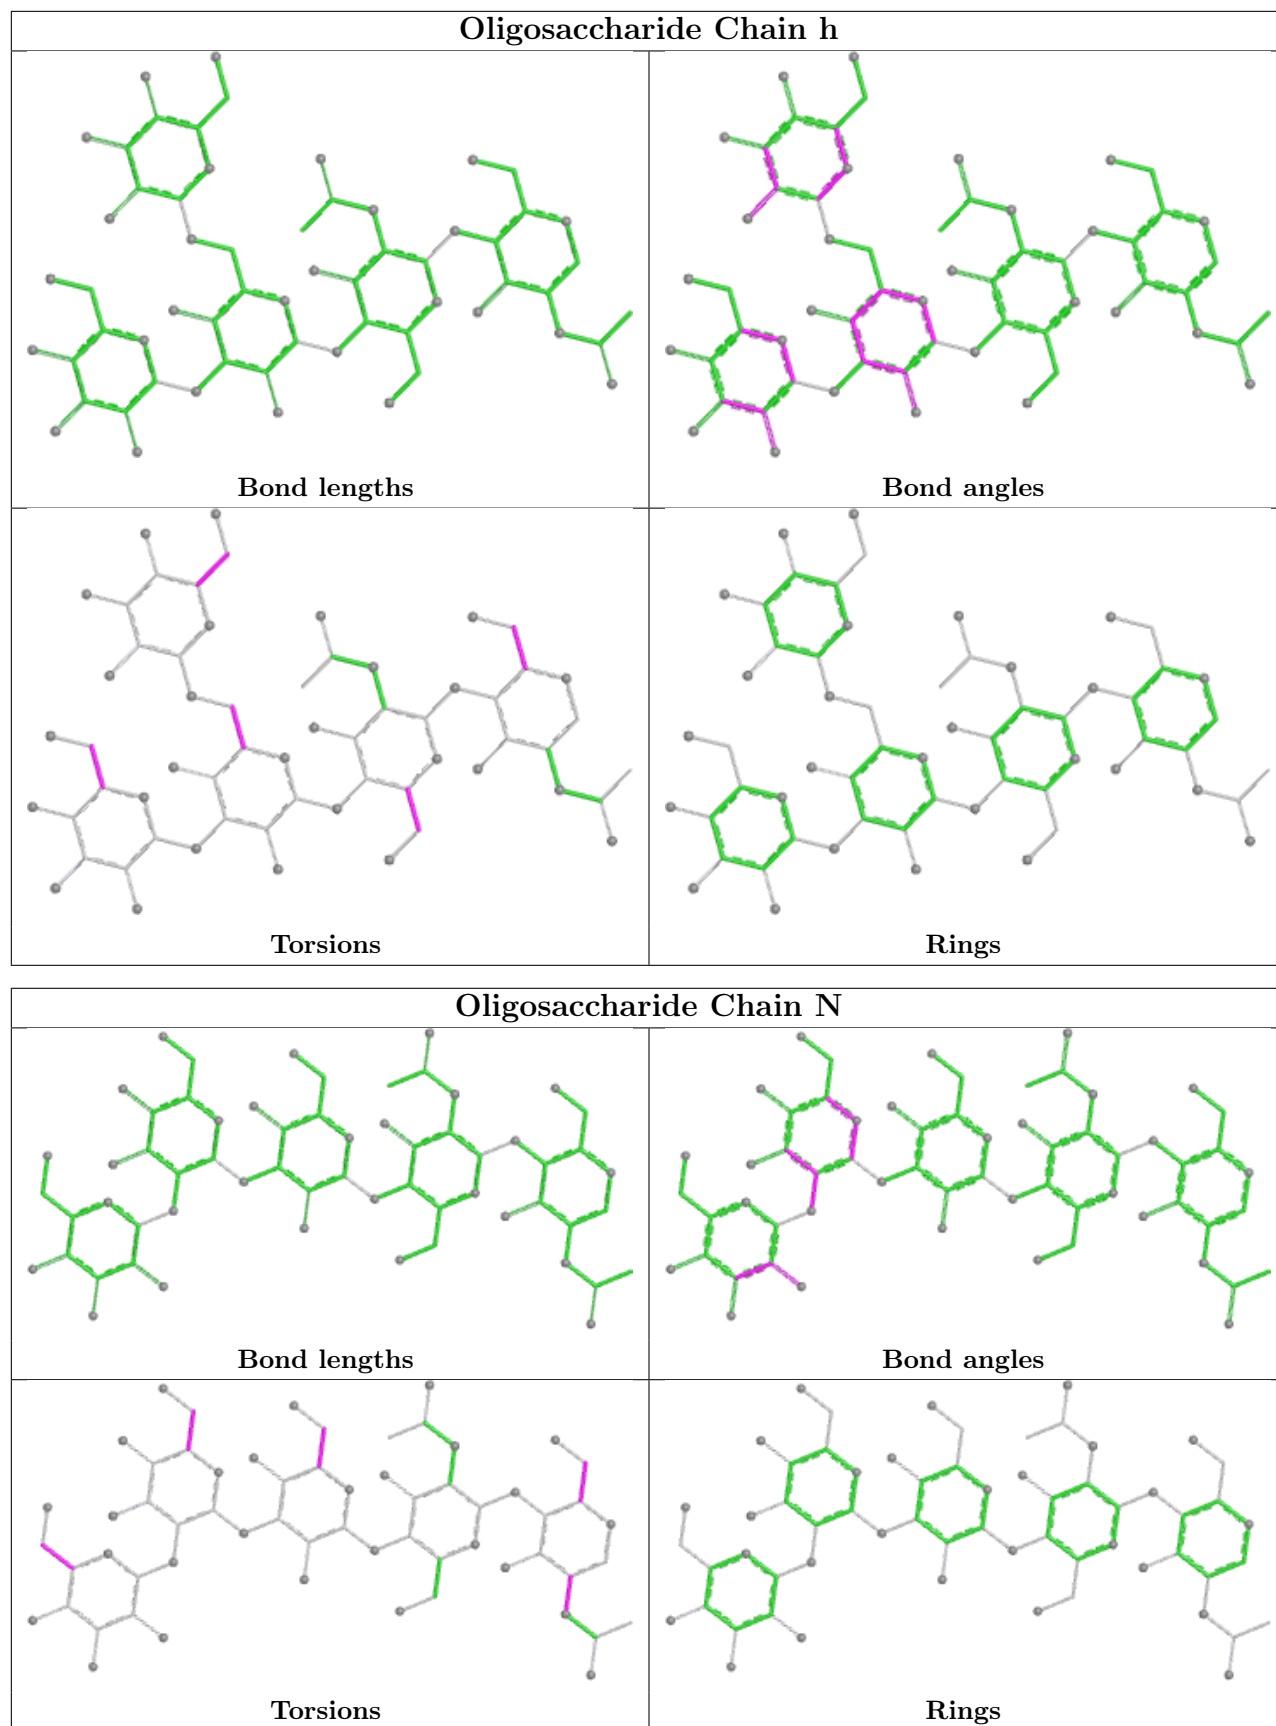 Oligosaccharide Chain h
Bond lengths
Bond angles
Torsions
Rings
Oligosaccharide Chain N
Bond lengths
Bond angles
Torsions
Rings